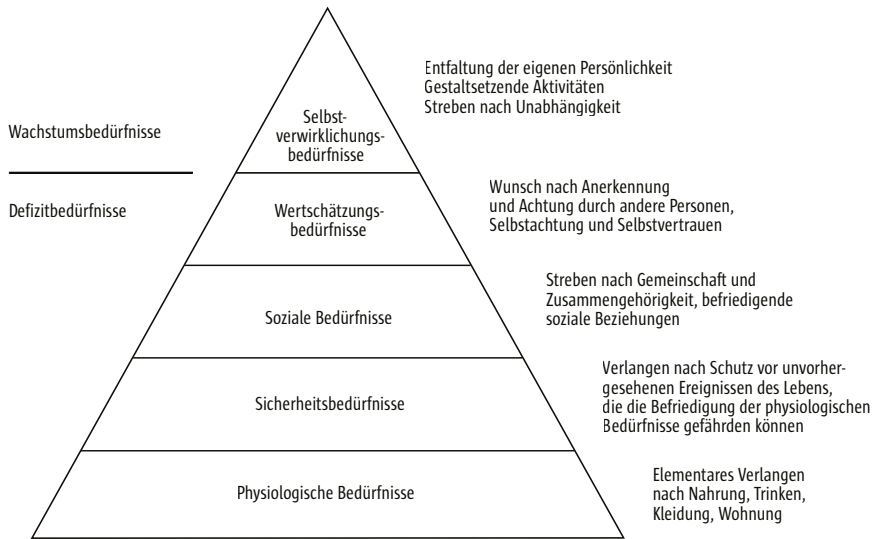 Entfaltung der eigenen Persönlichkeit
Gestaltsetzende Aktivitäten
Streben nach Unabhängigkeit
Selbst-
verwirklichungs-
bedürfnisse
Wachstumsbedürfnisse
Defizitbedürfnisse
Wertschätzungs-
bedürfnisse
Wunsch nach Anerkennung
und Achtung durch andere Personen,
Selbstachtung und Selbstvertrauen
Soziale Bedürfnisse
Streben nach Gemeinschaft und
Zusammengehörigkeit, befriedigende
soziale Beziehungen
Sicherheitsbedürfnisse
Verlangen nach Schutz vor unvorher-
gesehenen Ereignissen des Lebens,
die die Befriedigung der physiologischen
Bedürfnisse gefährden können
Physiologische Bedürfnisse
Elementares Verlangen
nach Nahrung, Trinken,
Kleidung, Wohnung